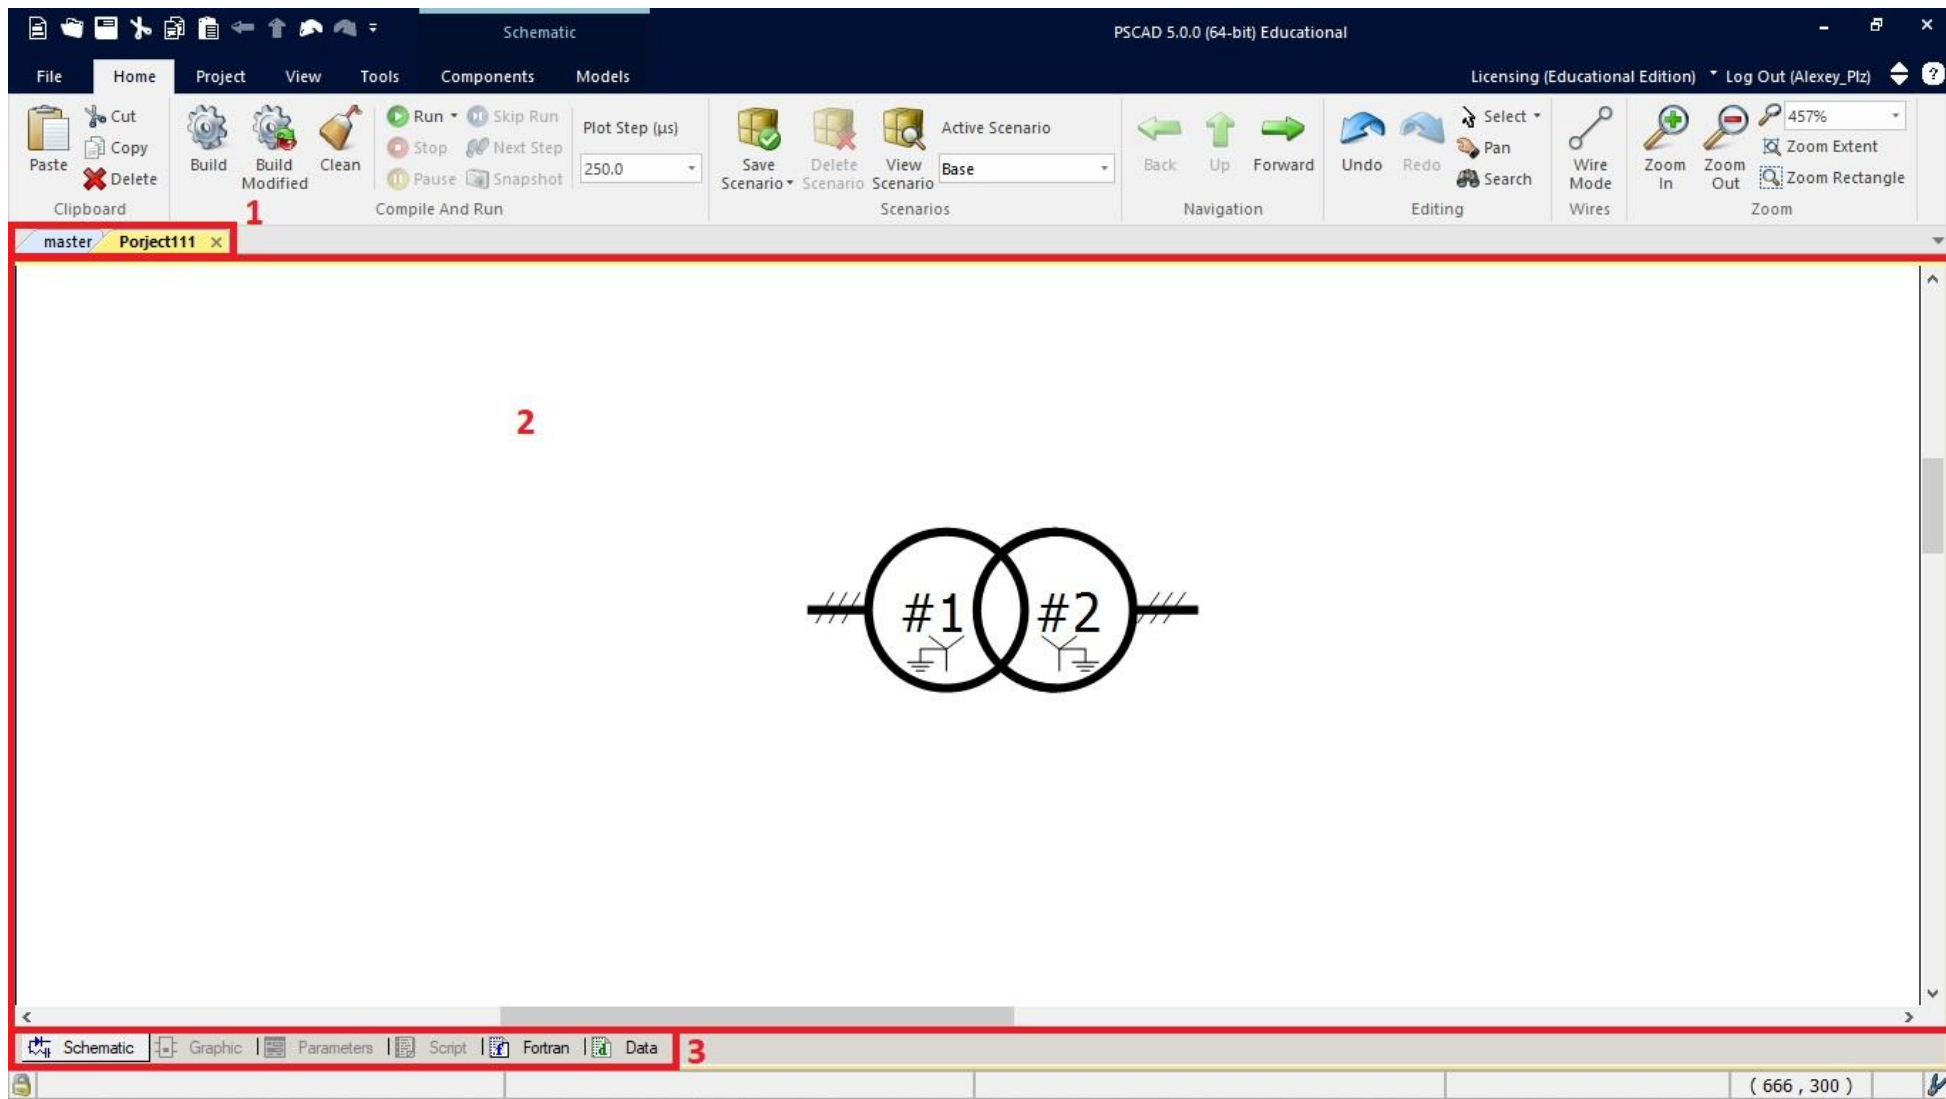 Schematic
PSCAD 5.0.0 (64-bit) Educational
File Home Project View Tools Components Models
Licensing (Educational Edition) Log Out (Alexey_Plz)
Paste
Cut
Copy
Delete
Clipboard
Build
Build Modified
Clean
Run
Skip Run
Stop
Next Step
Pause
Snapshot
Plot Step (µs)
250.0
Compile And Run
Save Scenario
Delete Scenario
View Scenario
Active Scenario
Base
Scenarios
Back
Up
Forward
Navigation
Undo
Redo
Select
Pan
Search
Editing
Wire Mode
Wires
Zoom In
Zoom Out
457%
Zoom Extent
Zoom Rectangle
Zoom
1
master Porject111
2
#1 #2
Schematic Graphic Parameters Script Fortran Data
3
( 666 , 300 )